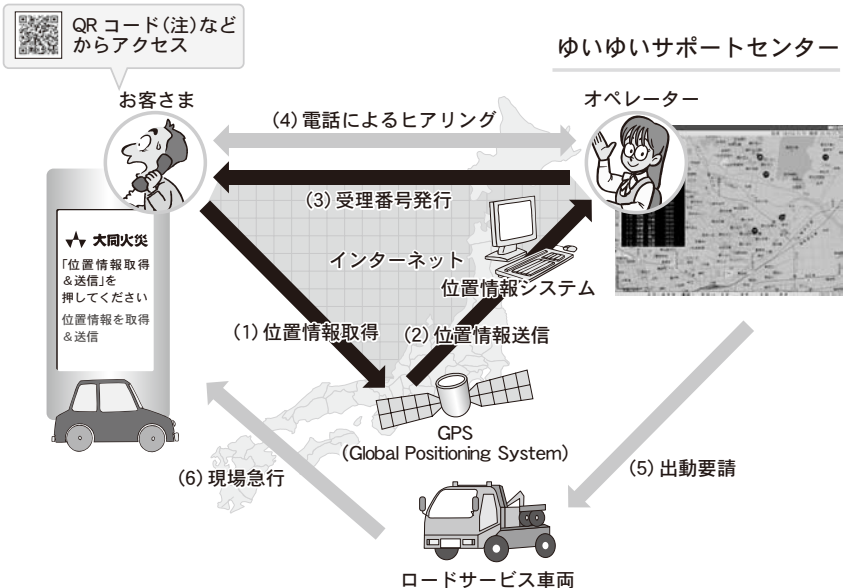 QRコード(注)など
からアクセス
ゆいゆいサポートセンター
お客さま
オペレーター
(4) 電話によるヒアリング
(3) 受理番号発行
大同火災
「位置情報取得
＆送信」を
押してください
位置情報を取得
＆送信
インターネット
位置情報システム
(1) 位置情報取得
(2) 位置情報送信
GPS
(Global Positioning System)
(5) 出動要請
(6) 現場急行
ロードサービス車両